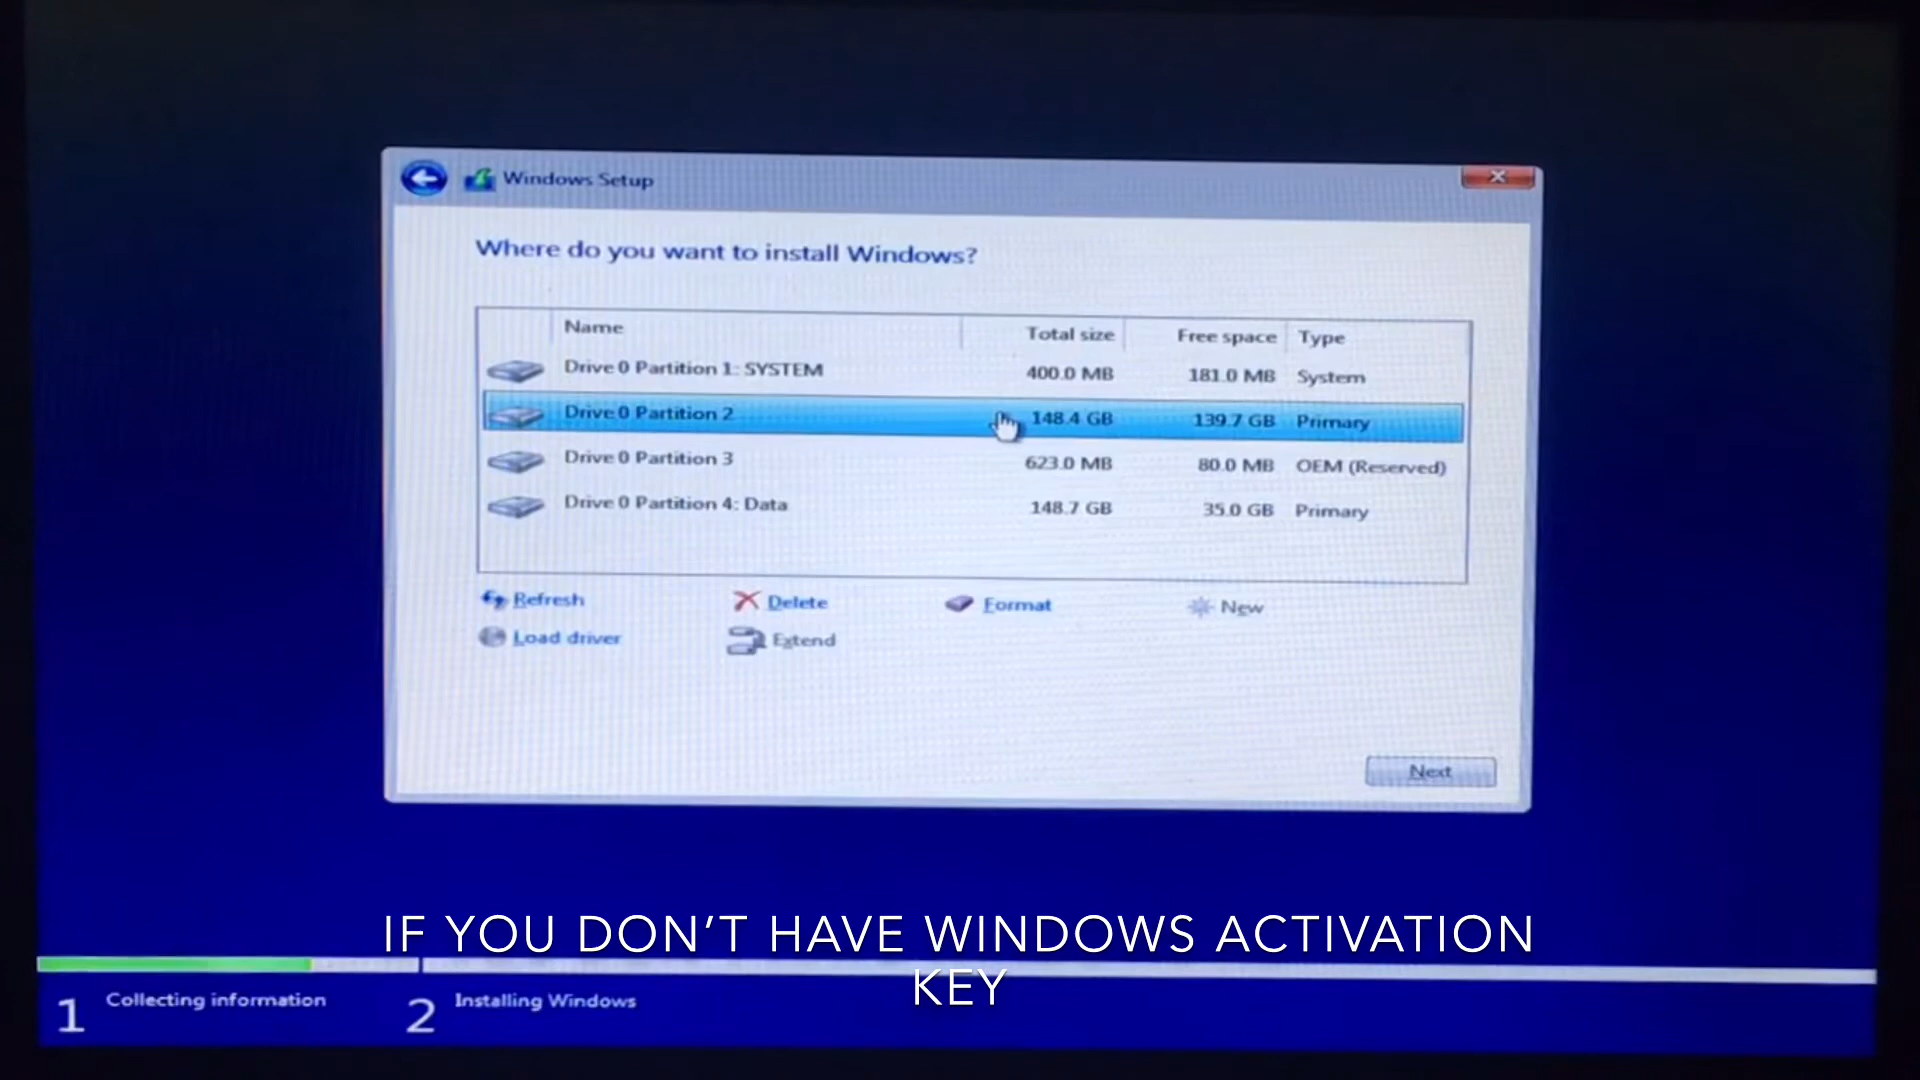 Windows Setup
Where do you want to install Windows?
Name Total size Free space Type
Drive 0 Partition 1: SYSTEM 400.0 MB 181.0 MB System
Drive 0 Partition 2 148.4 GB 139.7 GB Primary
Drive 0 Partition 3 623.0 MB 80.0 MB OEM (Reserved)
Drive 0 Partition 4: Data 148.7 GB 35.0 GB Primary
Refresh Delete Format New
Load driver Extend
Next
IF YOU DON'T HAVE WINDOWS ACTIVATION
KEY
1 Collecting information 2 Installing Windows